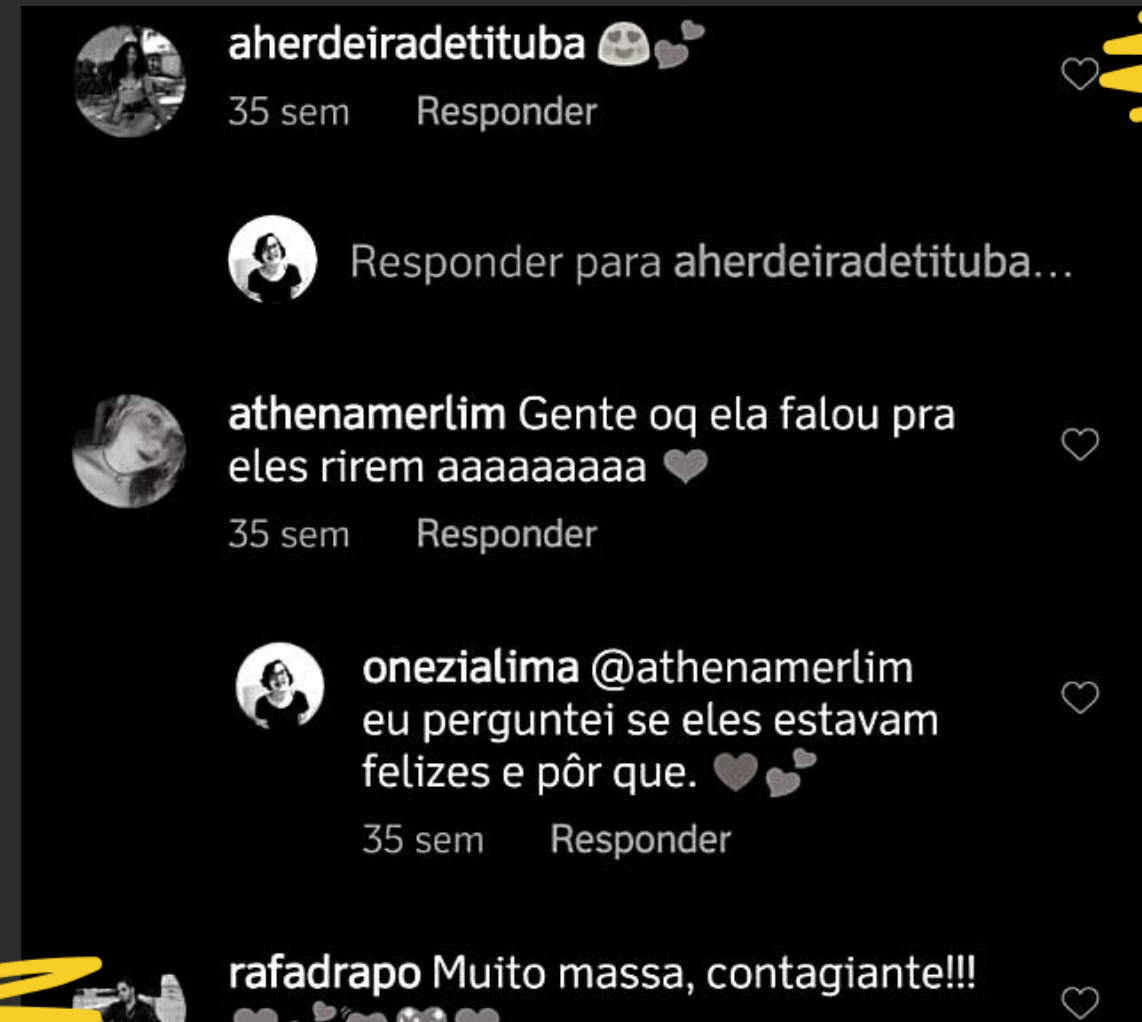 aherdeiradetituba 😍💕
35 sem Responder
Responder para aherdeiradetituba...
athenamerlim Gente oq ela falou pra
eles rirem aaaaaaaaa ❤
35 sem Responder
onezialima @athenamerlim
eu perguntei se eles estavam
felizes e pôr que. ❤💕
35 sem Responder
rafadrapo Muito massa, contagiante!!!